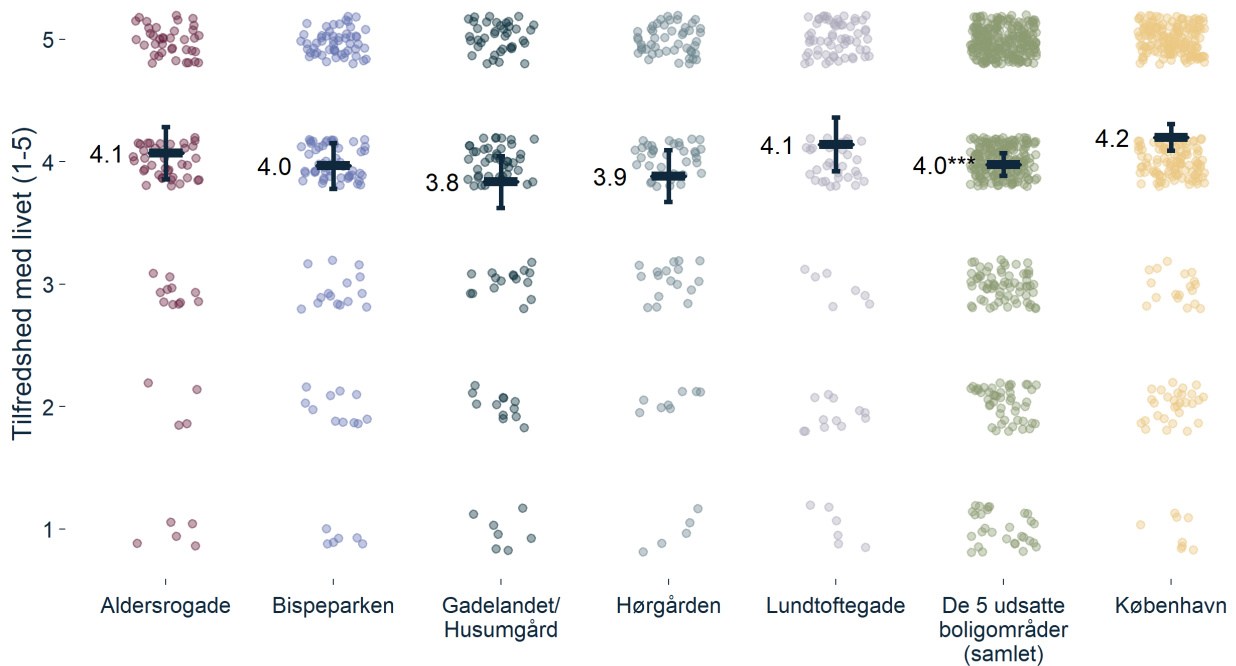 Tilfredshed med livet (1-5)
5
4
3
2
1
4.1
4.0
3.8
3.9
4.1
4.0***
4.2
Aldersrogade
Bispeparken
Gadelandet/
Husumgård
Hørgården
Lundtoftegade
De 5 udsatte
boligområder
(samlet)
København